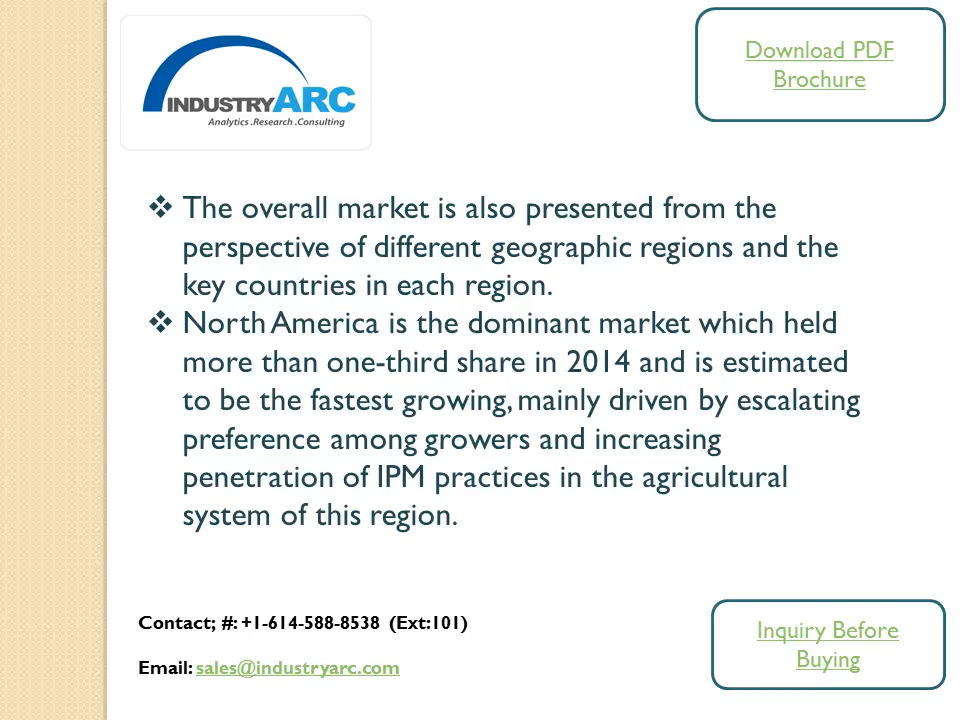 INDUSTRYARC
Analytics .Research .Consulting
Download PDF
Brochure
The overall market is also presented from the
perspective of different geographic regions and the
key countries in each region.
North America is the dominant market which held
more than one-third share in 2014 and is estimated
to be the fastest growing, mainly driven by escalating
preference among growers and increasing
penetration of IPM practices in the agricultural
system of this region.
Contact; #: +1-614-588-8538 (Ext:101)
Email: sales@industryarc.com
Inquiry Before
Buying